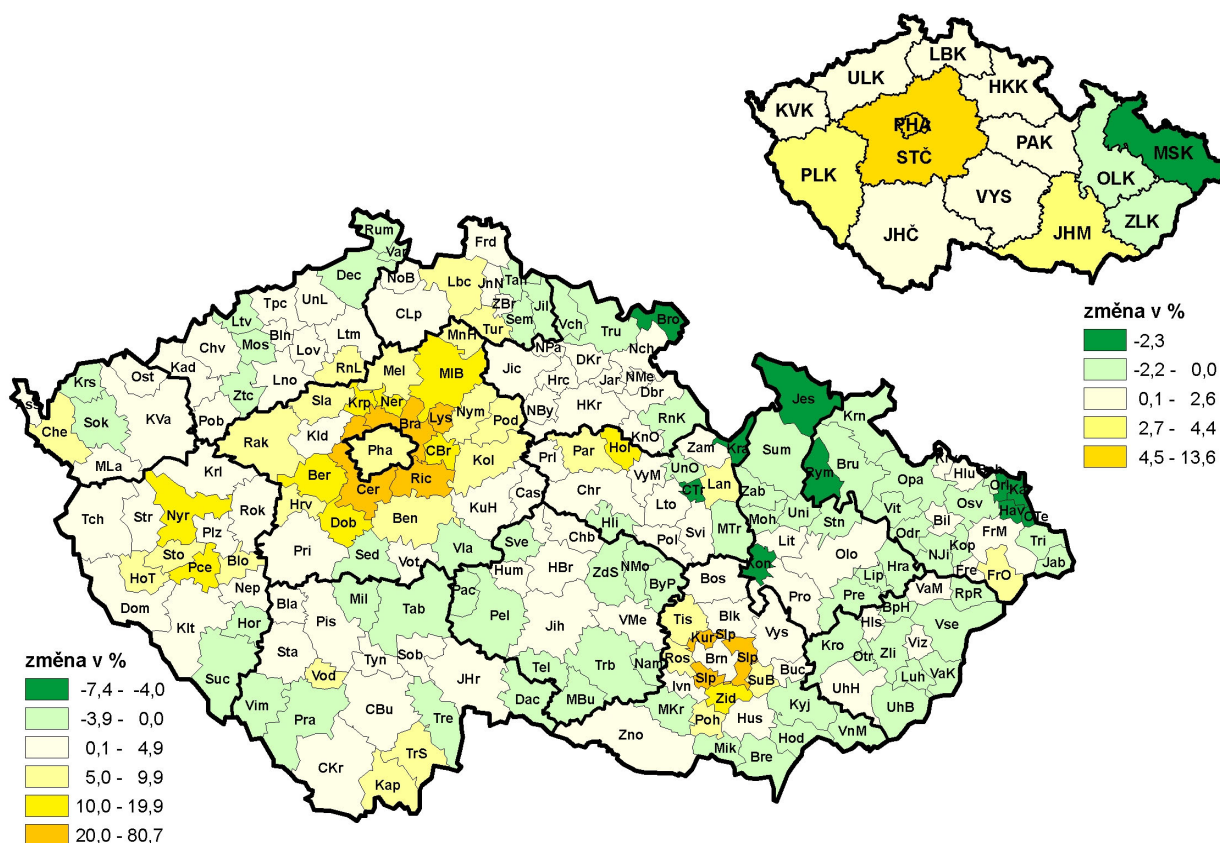 LBK
ULK
HKK
KVK
PHA
PAK
MSK
STČ
PLK
OLK
VYS
ZLK
JHČ
JHM
změna v %
-2,3
-2,2 - 0,0
0,1 - 2,6
2,7 - 4,4
4,5 - 13,6
Rum
Var
Frd
Dec
NoB
Lbc
JnN
Tan
Tpc
UnL
ZBr
Jil
CLp
Sem
Vch
Bro
Ltv
Bln
Ltm
Tur
Tru
Chv
Mos
Lov
MnH
NPa
Nch
Kad
RnL
Mel
MlB
Jic
DKr
Krs
Ost
Lno
Hrc
Jar
NMe
Ass
Ztc
Sla
Krp
Ner
Dbr
Jes
Sok
KVa
Pob
Bra
Lys
Nym
NBy
HKr
RnK
Krn
Che
Rak
Kld
Pod
KnO
MLa
Pha
CBr
Kol
Prl
Par
Hol
Zam
Kra
Sum
Krl
Ber
Ric
VyM
UnO
Rym
Bru
Hlu
Tch
Str
Nyr
Rok
Cer
Cas
Chr
CTr
Lan
Opa
Orl
Plz
Hrv
Dob
Ben
KuH
Lto
Zab
Osv
Kar
Hav
Sto
Pce
Blo
Pri
Hli
Svi
MTr
Moh
Uni
Stn
Vit
Bil
CTe
HoT
Sed
Vot
Vla
Sve
Chb
Pol
Lit
Odr
FrM
Tri
Dom
Nep
Hum
HBr
ZdS
NMo
Kon
Olo
NJi
Kop
Jab
Klt
Bla
Mil
Tab
Pac
ByP
Bos
Lip
Hra
Fre
FrO
Hor
Pis
Pel
Pro
Pre
VaM
RpR
Sta
Jih
VMe
Tis
Blk
Vys
Hls
BpH
Vse
Suc
Tyn
Sob
Kur
Slp
Kro
Viz
Vod
JHr
Tel
Trb
Nam
Ros
Brn
Slp
Buc
Otr
Zli
Vim
Pra
CBu
Dac
MBu
Ivn
Slp
SuB
Luh
VaK
Tre
MKr
Zid
Kyj
UhH
Poh
Hus
UhB
TrS
Zno
Hod
VnM
CKr
Kap
Mik
Bre
změna v %
-7,4 - -4,0
-3,9 - 0,0
0,1 - 4,9
5,0 - 9,9
10,0 - 19,9
20,0 - 80,7